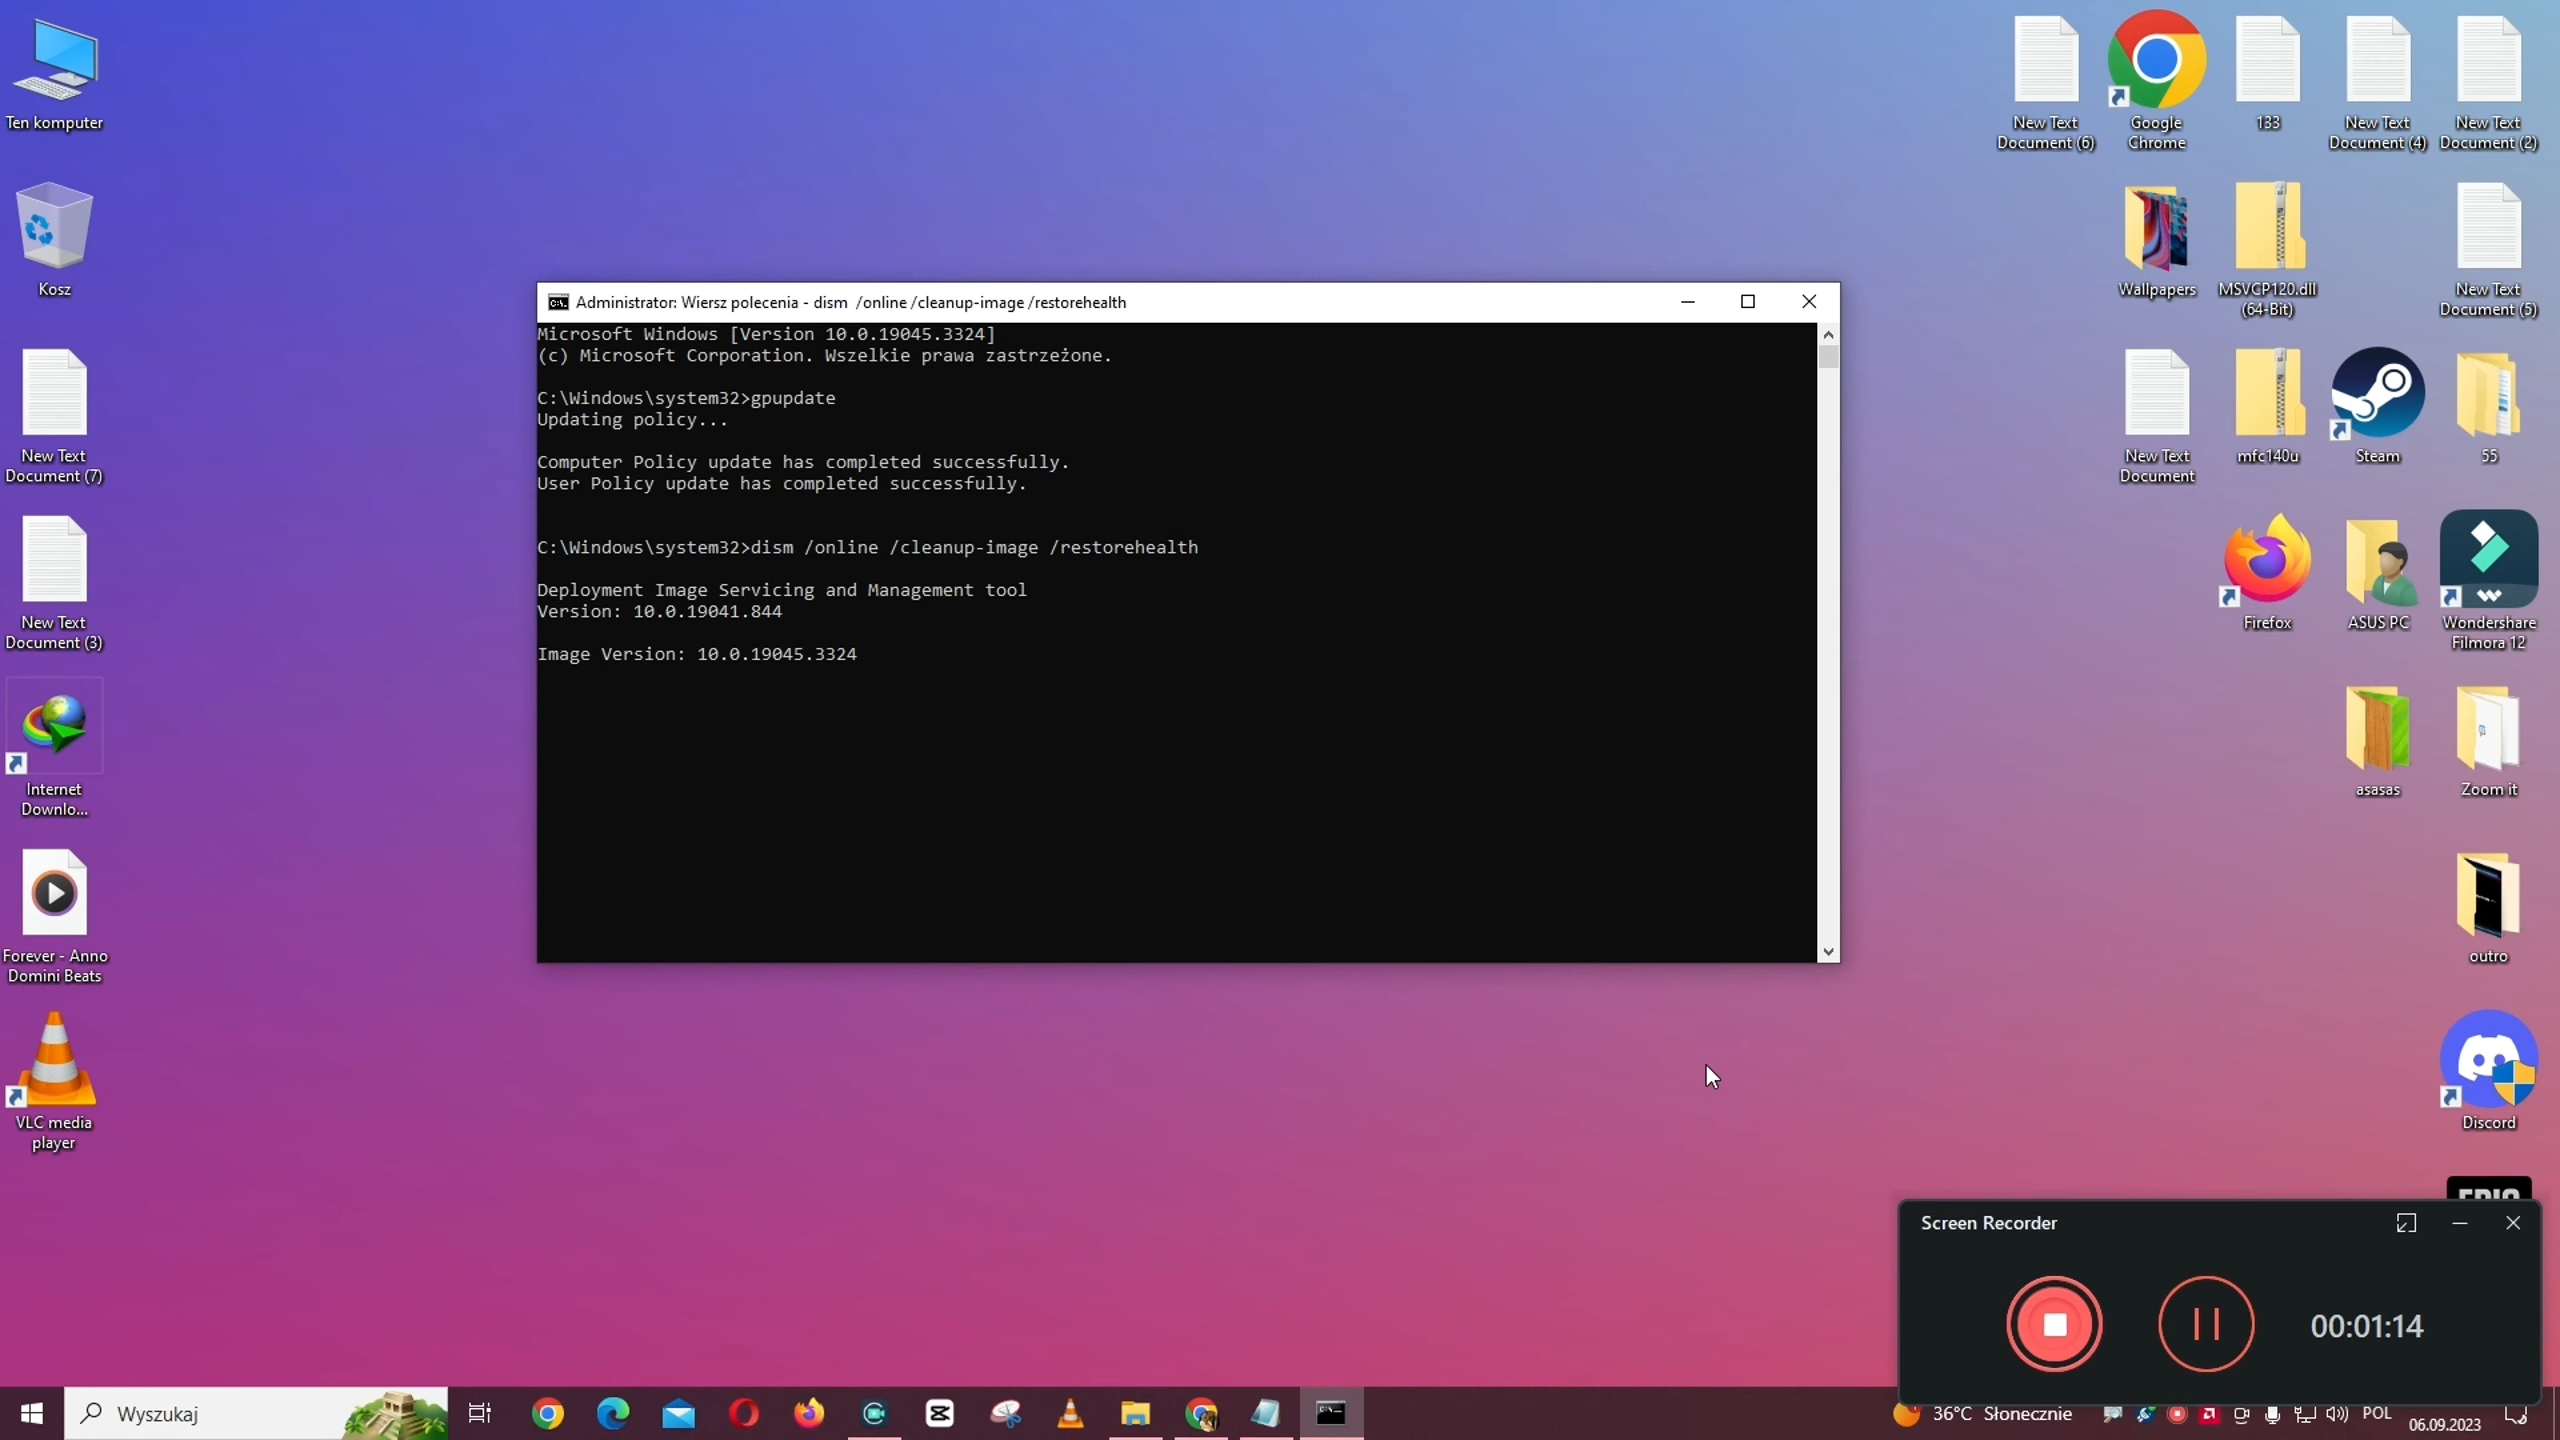 Ten komputer
Kosz
New Text
Document (7)
New Text
Document (3)
Internet
Downlo...
Forever - Anno
Domini Beats
VLC media
player
Administrator: Wiersz polecenia - dism  /online /cleanup-image /restorehealth
Microsoft Windows [Version 10.0.19045.3324]
(c) Microsoft Corporation. Wszelkie prawa zastrzeżone.
C:\Windows\system32>gpupdate
Updating policy...
Computer Policy update has completed successfully.
User Policy update has completed successfully.
C:\Windows\system32>dism /online /cleanup-image /restorehealth
Deployment Image Servicing and Management tool
Version: 10.0.19041.844
Image Version: 10.0.19045.3324
New Text
Document (6)
Google
Chrome
133
New Text
Document (4)
New Text
Document (2)
Wallpapers
MSVCP120.dll
(64-Bit)
New Text
Document (5)
New Text
Document
mfc140u
Steam
55
Firefox
ASUS PC
Wondershare
Filmora 12
asasas
Zoom it
outro
Discord
EPIC
Screen Recorder
00:01:14
Wyszukaj
36°C Słonecznie
POL
06.09.2023